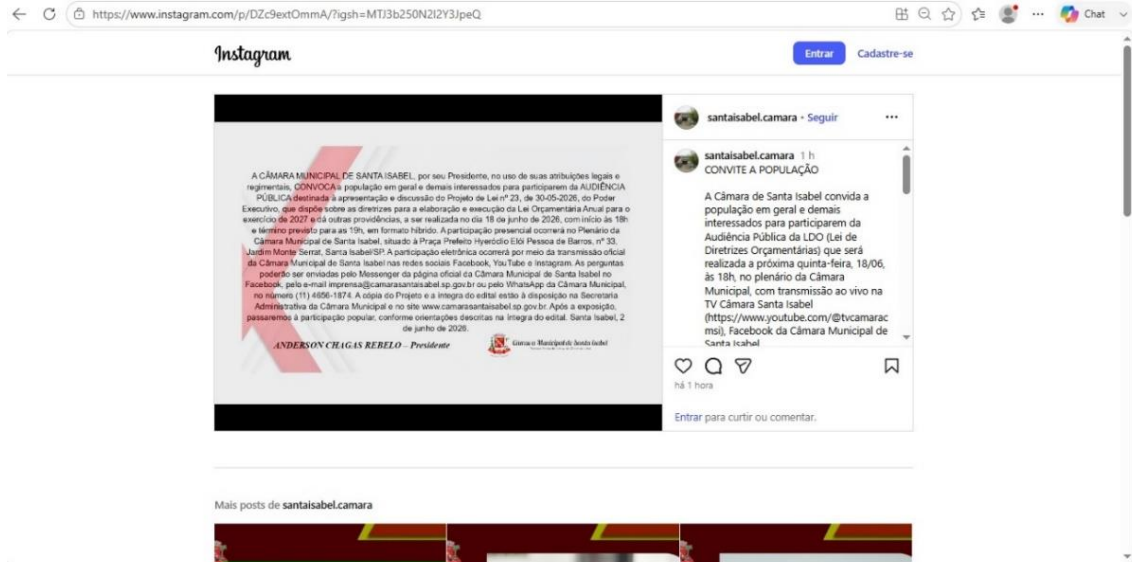 https://www.instagram.com/p/DZc9extOmmA/?igsh=MTJ3b250N2I2Y3JpeQ
Chat
Instagram
Entrar
Cadastre-se
A CÂMARA MUNICIPAL DE SANTA ISABEL, por seu Presidente, no uso de suas atribuições legais e
regimentais, CONVOCA a população em geral e demais interessados para participarem da AUDIÊNCIA
PÚBLICA destinada à apresentação e discussão do Projeto de Lei nº 23, de 30-05-2026, do Poder
Executivo, que dispõe sobre as diretrizes para a elaboração e execução da Lei Orçamentária Anual para o
exercício de 2027 e dá outras providências, a ser realizada no dia 18 de junho de 2026, com início às 18h
e término previsto para as 19h, em formato híbrido. A participação presencial ocorrerá no Plenário da
Câmara Municipal de Santa Isabel, situado à Praça Prefeito Hyeróclio Elói Pessoa de Barros, nº 33,
Jardim Monte Serrat, Santa Isabel/SP. A participação eletrônica ocorrerá por meio da transmissão oficial
da Câmara Municipal de Santa Isabel nas redes sociais Facebook, YouTube e Instagram. As perguntas
poderão ser enviadas pelo Messenger da página oficial da Câmara Municipal de Santa Isabel no
Facebook, pelo e-mail imprensa@camarasantaisabel.sp.gov.br ou pelo WhatsApp da Câmara Municipal,
no número (11) 4656-1874. A cópia do Projeto e a íntegra do edital estão à disposição na Secretaria
Administrativa da Câmara Municipal e no site www.camarasantaisabel.sp.gov.br. Após a exposição,
passaremos à participação popular, conforme orientações descritas na íntegra do edital. Santa Isabel, 2
de junho de 2026.
ANDERSON CHAGAS REBELO – Presidente
Câmara Municipal de Santa Isabel
santaisabel.camara • Seguir
santaisabel.camara 1 h
CONVITE A POPULAÇÃO
A Câmara de Santa Isabel convida a
população em geral e demais
interessados para participarem da
Audiência Pública da LDO (Lei de
Diretrizes Orçamentárias) que será
realizada a próxima quinta-feira, 18/06,
às 18h, no plenário da Câmara
Municipal, com transmissão ao vivo na
TV Câmara Santa Isabel
(https://www.youtube.com/@tvcamarac
msi), Facebook da Câmara Municipal de
Santa Isabel
há 1 hora
Entrar para curtir ou comentar.
Mais posts de santaisabel.camara